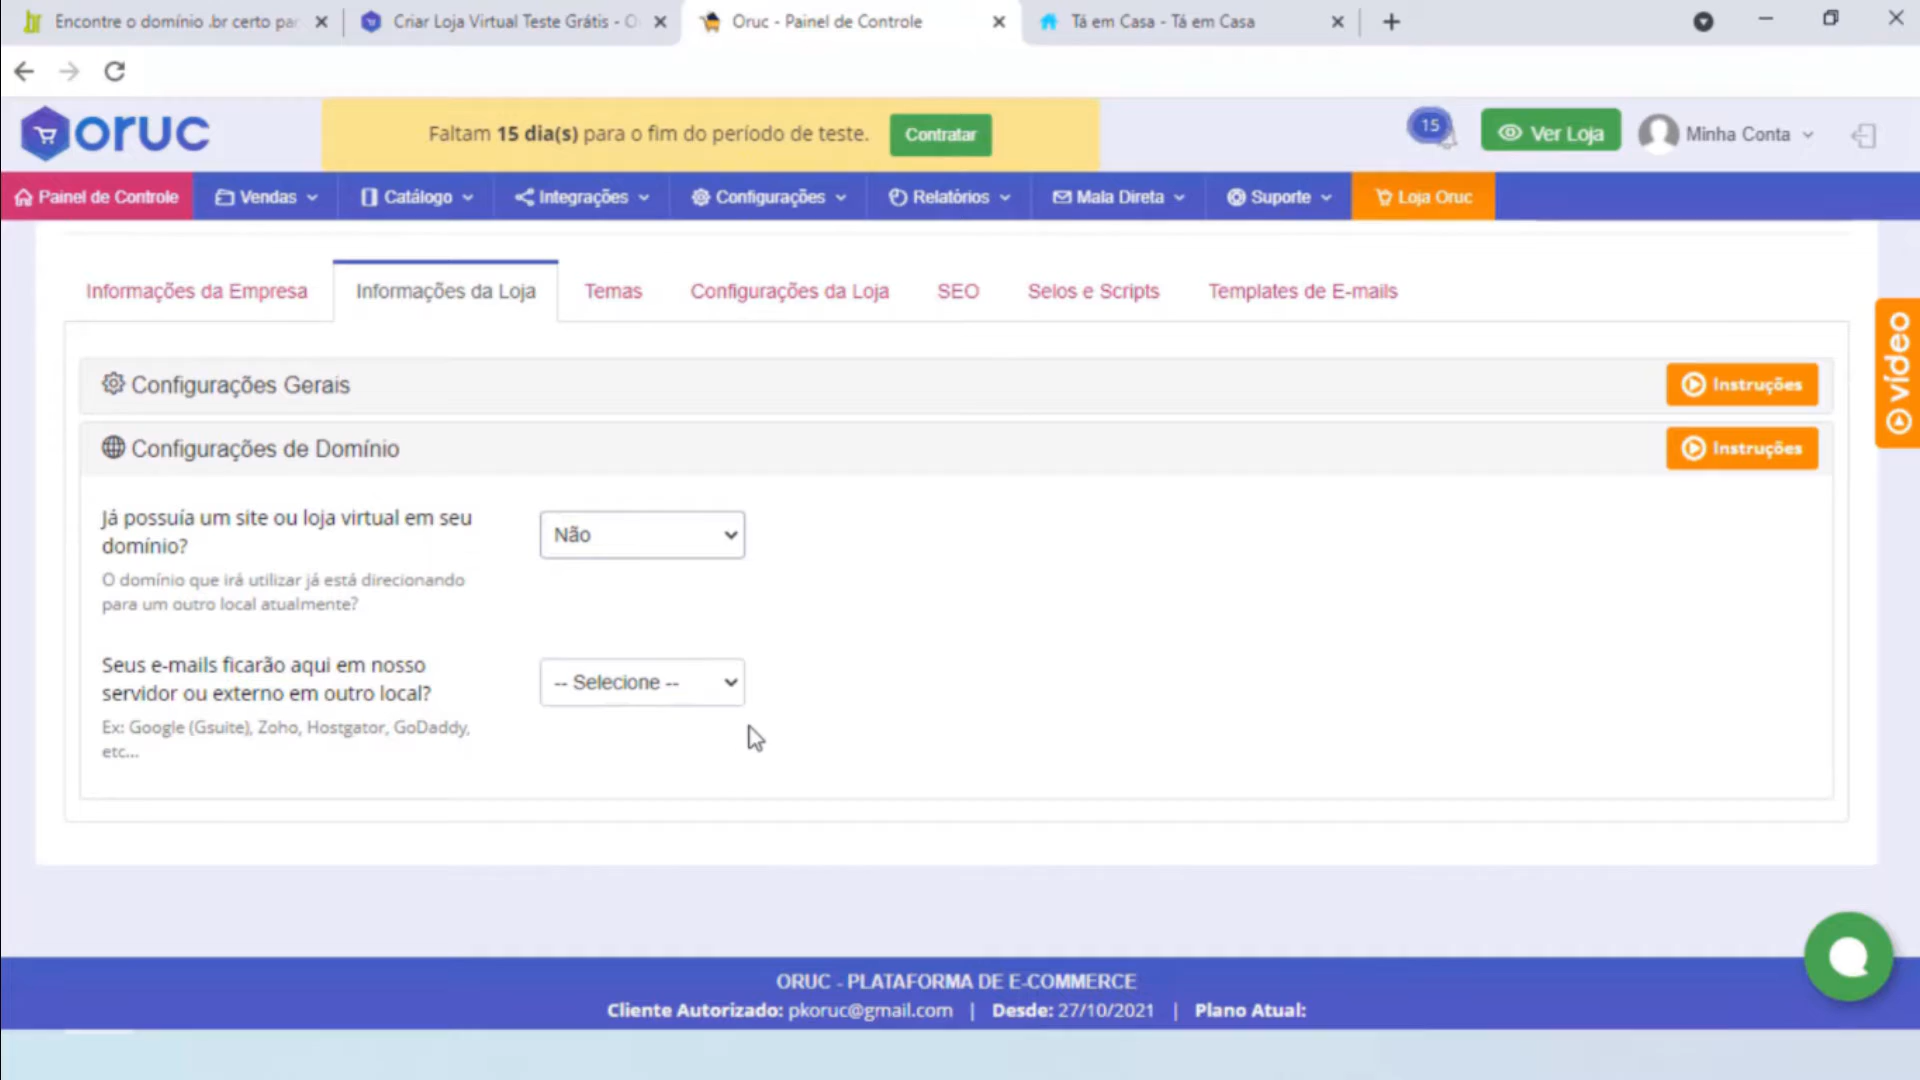 Encontre o domínio .br certo par
Criar Loja Virtual Teste Grátis - O
Oruc - Painel de Controle
Tá em Casa - Tá em Casa
oruc
Faltam 15 dia(s) para o fim do período de teste.
Contratar
15
Ver Loja
Minha Conta
Painel de Controle
Vendas
Catálogo
Integrações
Configurações
Relatórios
Mala Direta
Suporte
Loja Oruc
Informações da Empresa
Informações da Loja
Temas
Configurações da Loja
SEO
Selos e Scripts
Templates de E-mails
vídeo
Configurações Gerais
Instruções
Configurações de Domínio
Instruções
Já possuía um site ou loja virtual em seu
domínio?
Não
O domínio que irá utilizar já está direcionando
para um outro local atualmente?
Seus e-mails ficarão aqui em nosso
servidor ou externo em outro local?
-- Selecione --
Ex: Google (Gsuite), Zoho, Hostgator, GoDaddy,
etc...
ORUC - PLATAFORMA DE E-COMMERCE
Cliente Autorizado: pkoruc@gmail.com | Desde: 27/10/2021 | Plano Atual: